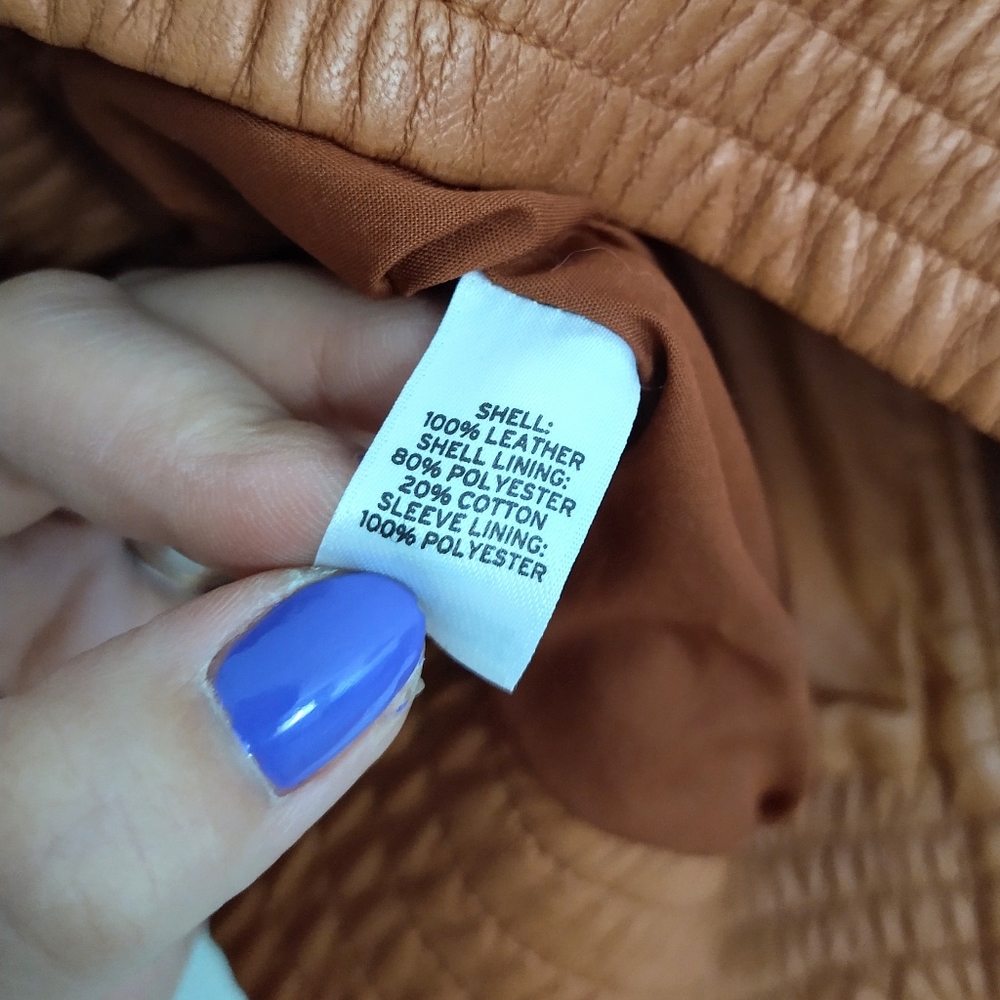 SHELL:
100% LEATHER
SHELL LINING:
80% POLYESTER
20% COTTON
SLEEVE LINING:
100% POLYESTER